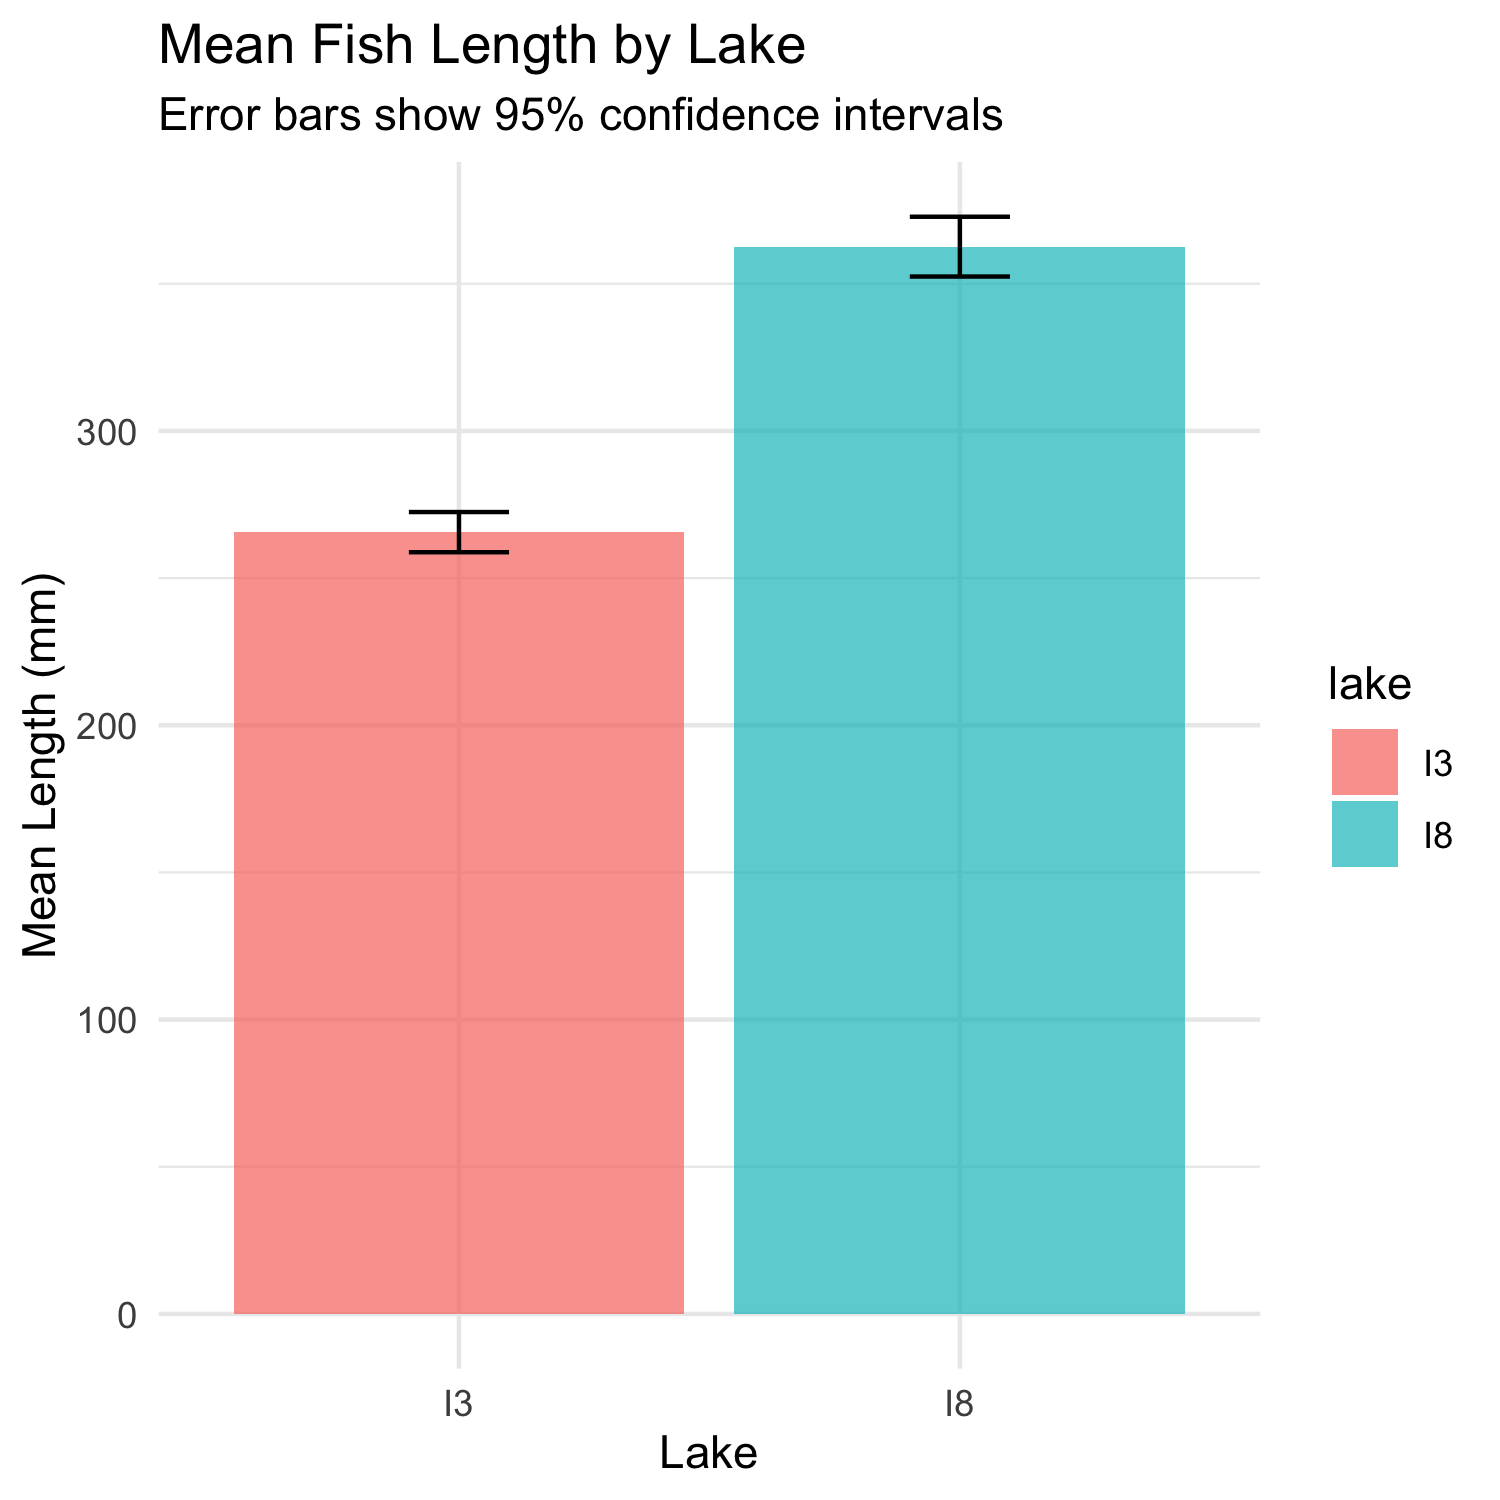 Mean Fish Length by Lake
Error bars show 95% confidence intervals
Mean Length (mm)
300
200
100
0
I3
I8
Lake
lake
I3
I8